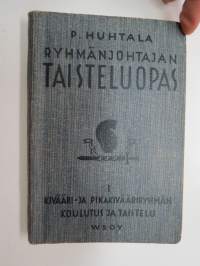 P. HUHTALA
RYHMÄNJOHTAJAN
TAISTELUOPAS
I
KIVÄÄRI- JA PIKAKIVÄÄRIRYHMÄN
KOULUTUS JA TAISTELU
WSOY